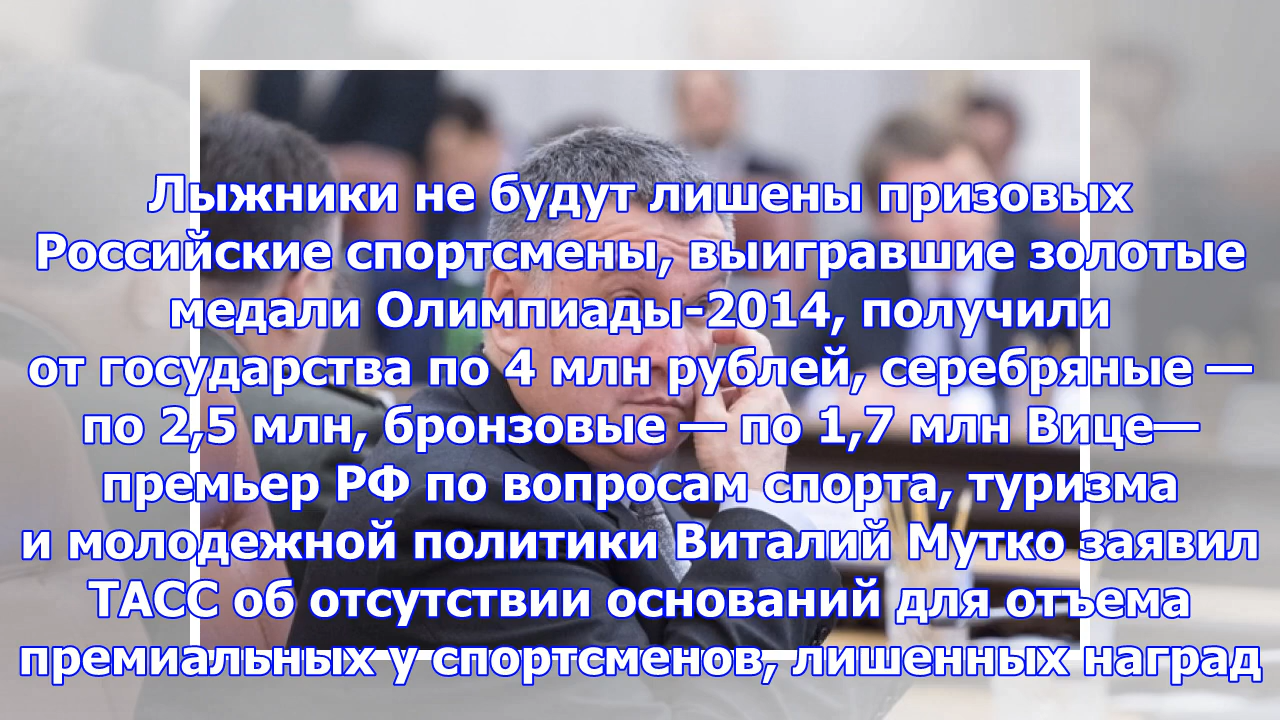 Лыжники не будут лишены призовых
Российские спортсмены, выигравшие золотые
медали Олимпиады-2014, получили
от государства по 4 млн рублей, серебряные —
по 2,5 млн, бронзовые — по 1,7 млн Вице—
премьер РФ по вопросам спорта, туризма
и молодежной политики Виталий Мутко заявил
ТАСС об отсутствии оснований для отъема
премиальных у спортсменов, лишенных наград